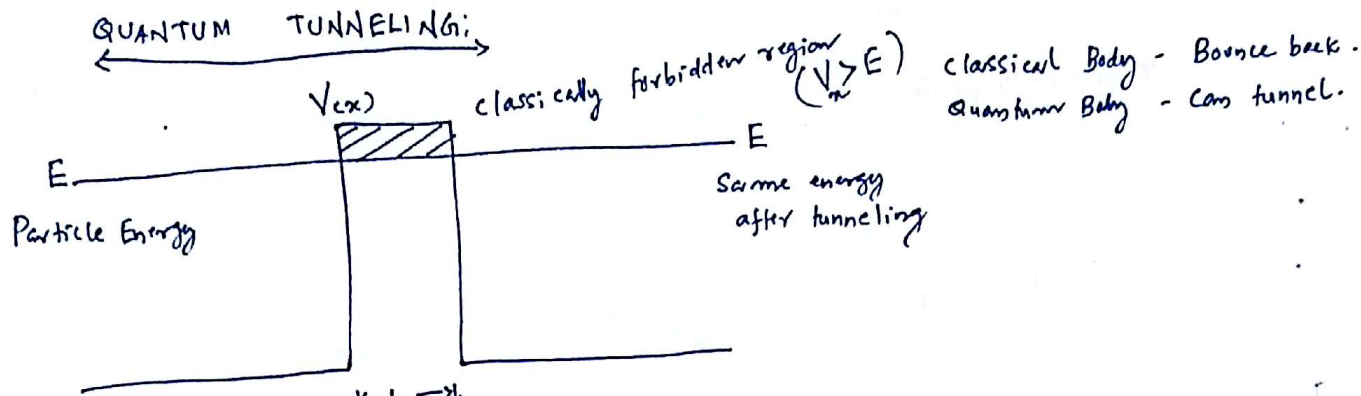 QUANTUM TUNNELING:
classically forbidden region (Vx > E)
Classical Body - Bounce back.
Quantum Body - Can tunnel.
V(x)
E
E
Particle Energy
Same energy
after tunneling